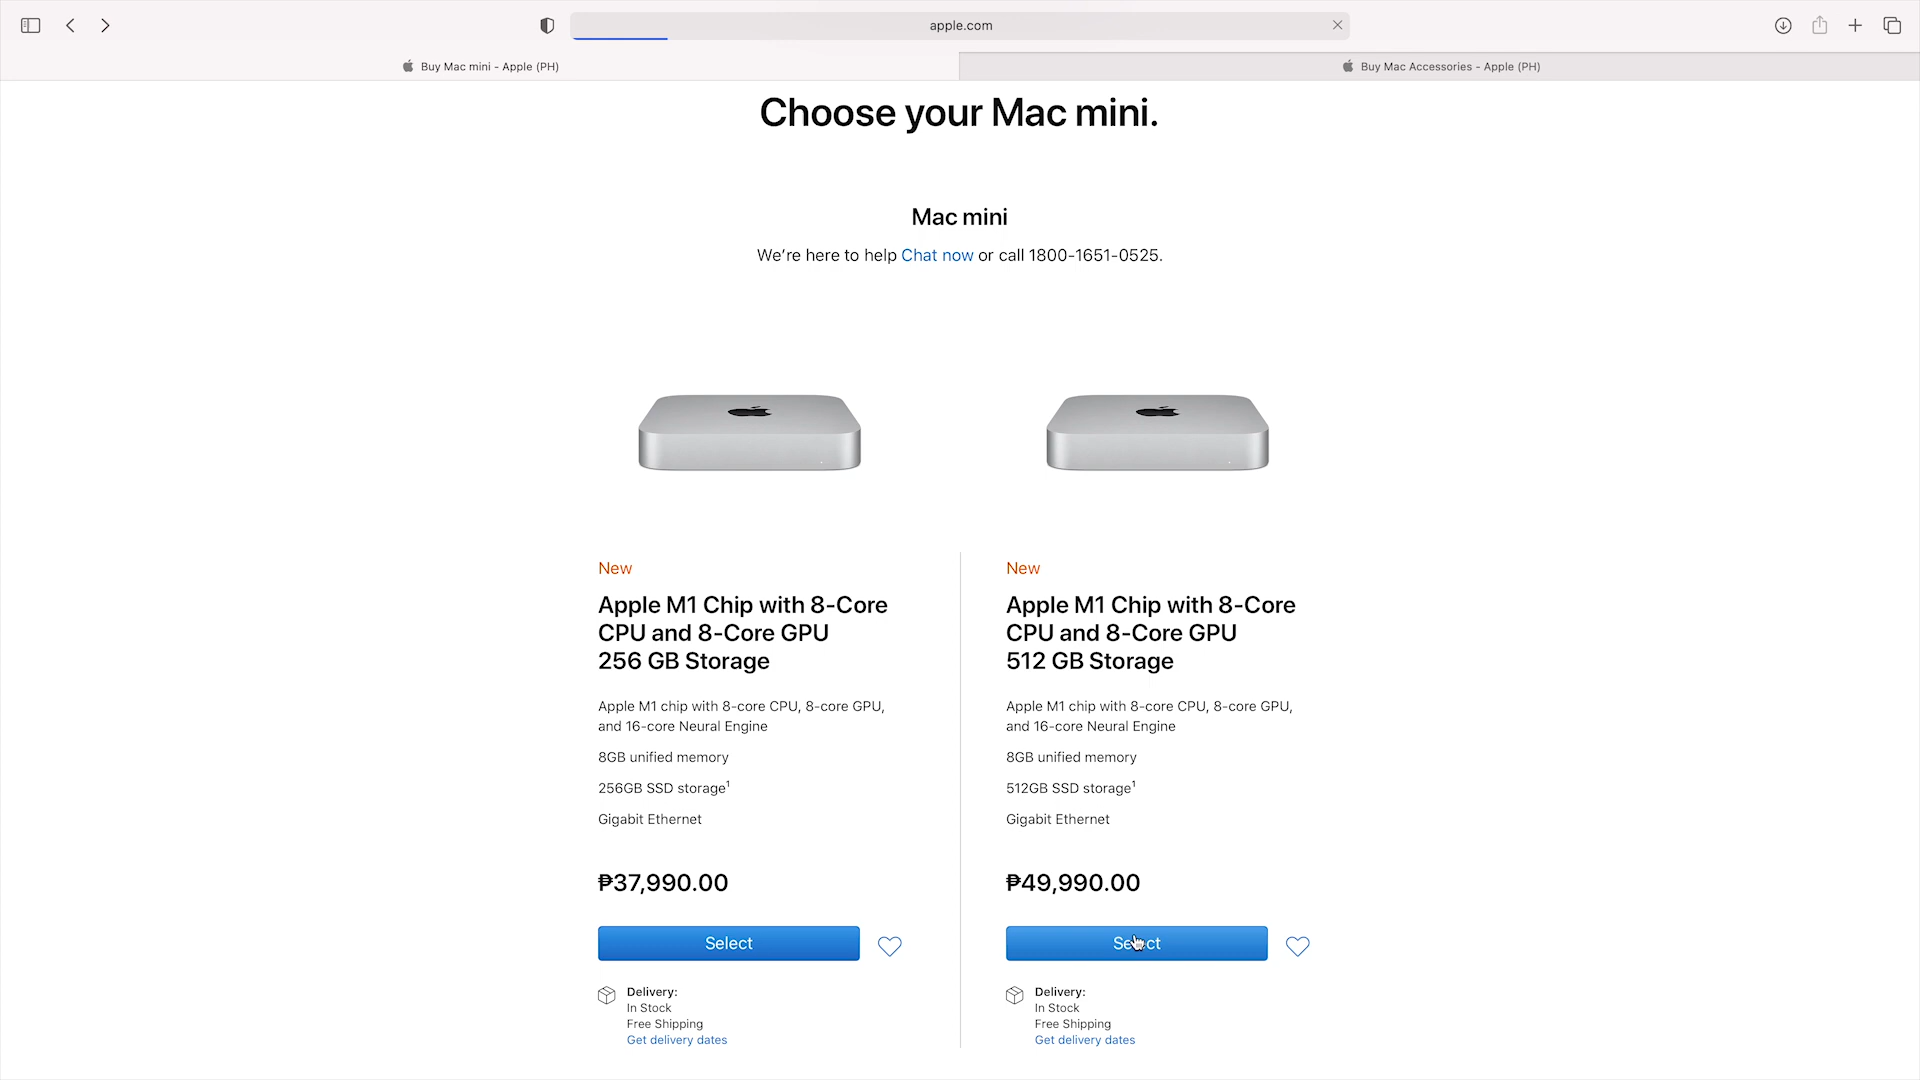 apple.com
Buy Mac mini - Apple (PH)
Buy Mac Accessories - Apple (PH)
Choose your Mac mini.
Mac mini
We're here to help Chat now or call 1800-1651-0525.
New
Apple M1 Chip with 8-Core
CPU and 8-Core GPU
256 GB Storage
Apple M1 chip with 8-core CPU, 8-core GPU,
and 16-core Neural Engine
8GB unified memory
256GB SSD storage¹
Gigabit Ethernet
₱37,990.00
Select
Delivery:
In Stock
Free Shipping
Get delivery dates
New
Apple M1 Chip with 8-Core
CPU and 8-Core GPU
512 GB Storage
Apple M1 chip with 8-core CPU, 8-core GPU,
and 16-core Neural Engine
8GB unified memory
512GB SSD storage¹
Gigabit Ethernet
₱49,990.00
Select
Delivery:
In Stock
Free Shipping
Get delivery dates